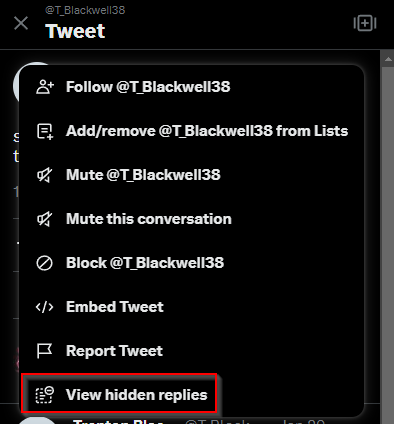 @T_Blackwell38
Tweet
Follow @T_Blackwell38
Add/remove @T_Blackwell38 from Lists
Mute @T_Blackwell38
Mute this conversation
Block @T_Blackwell38
Embed Tweet
Report Tweet
View hidden replies